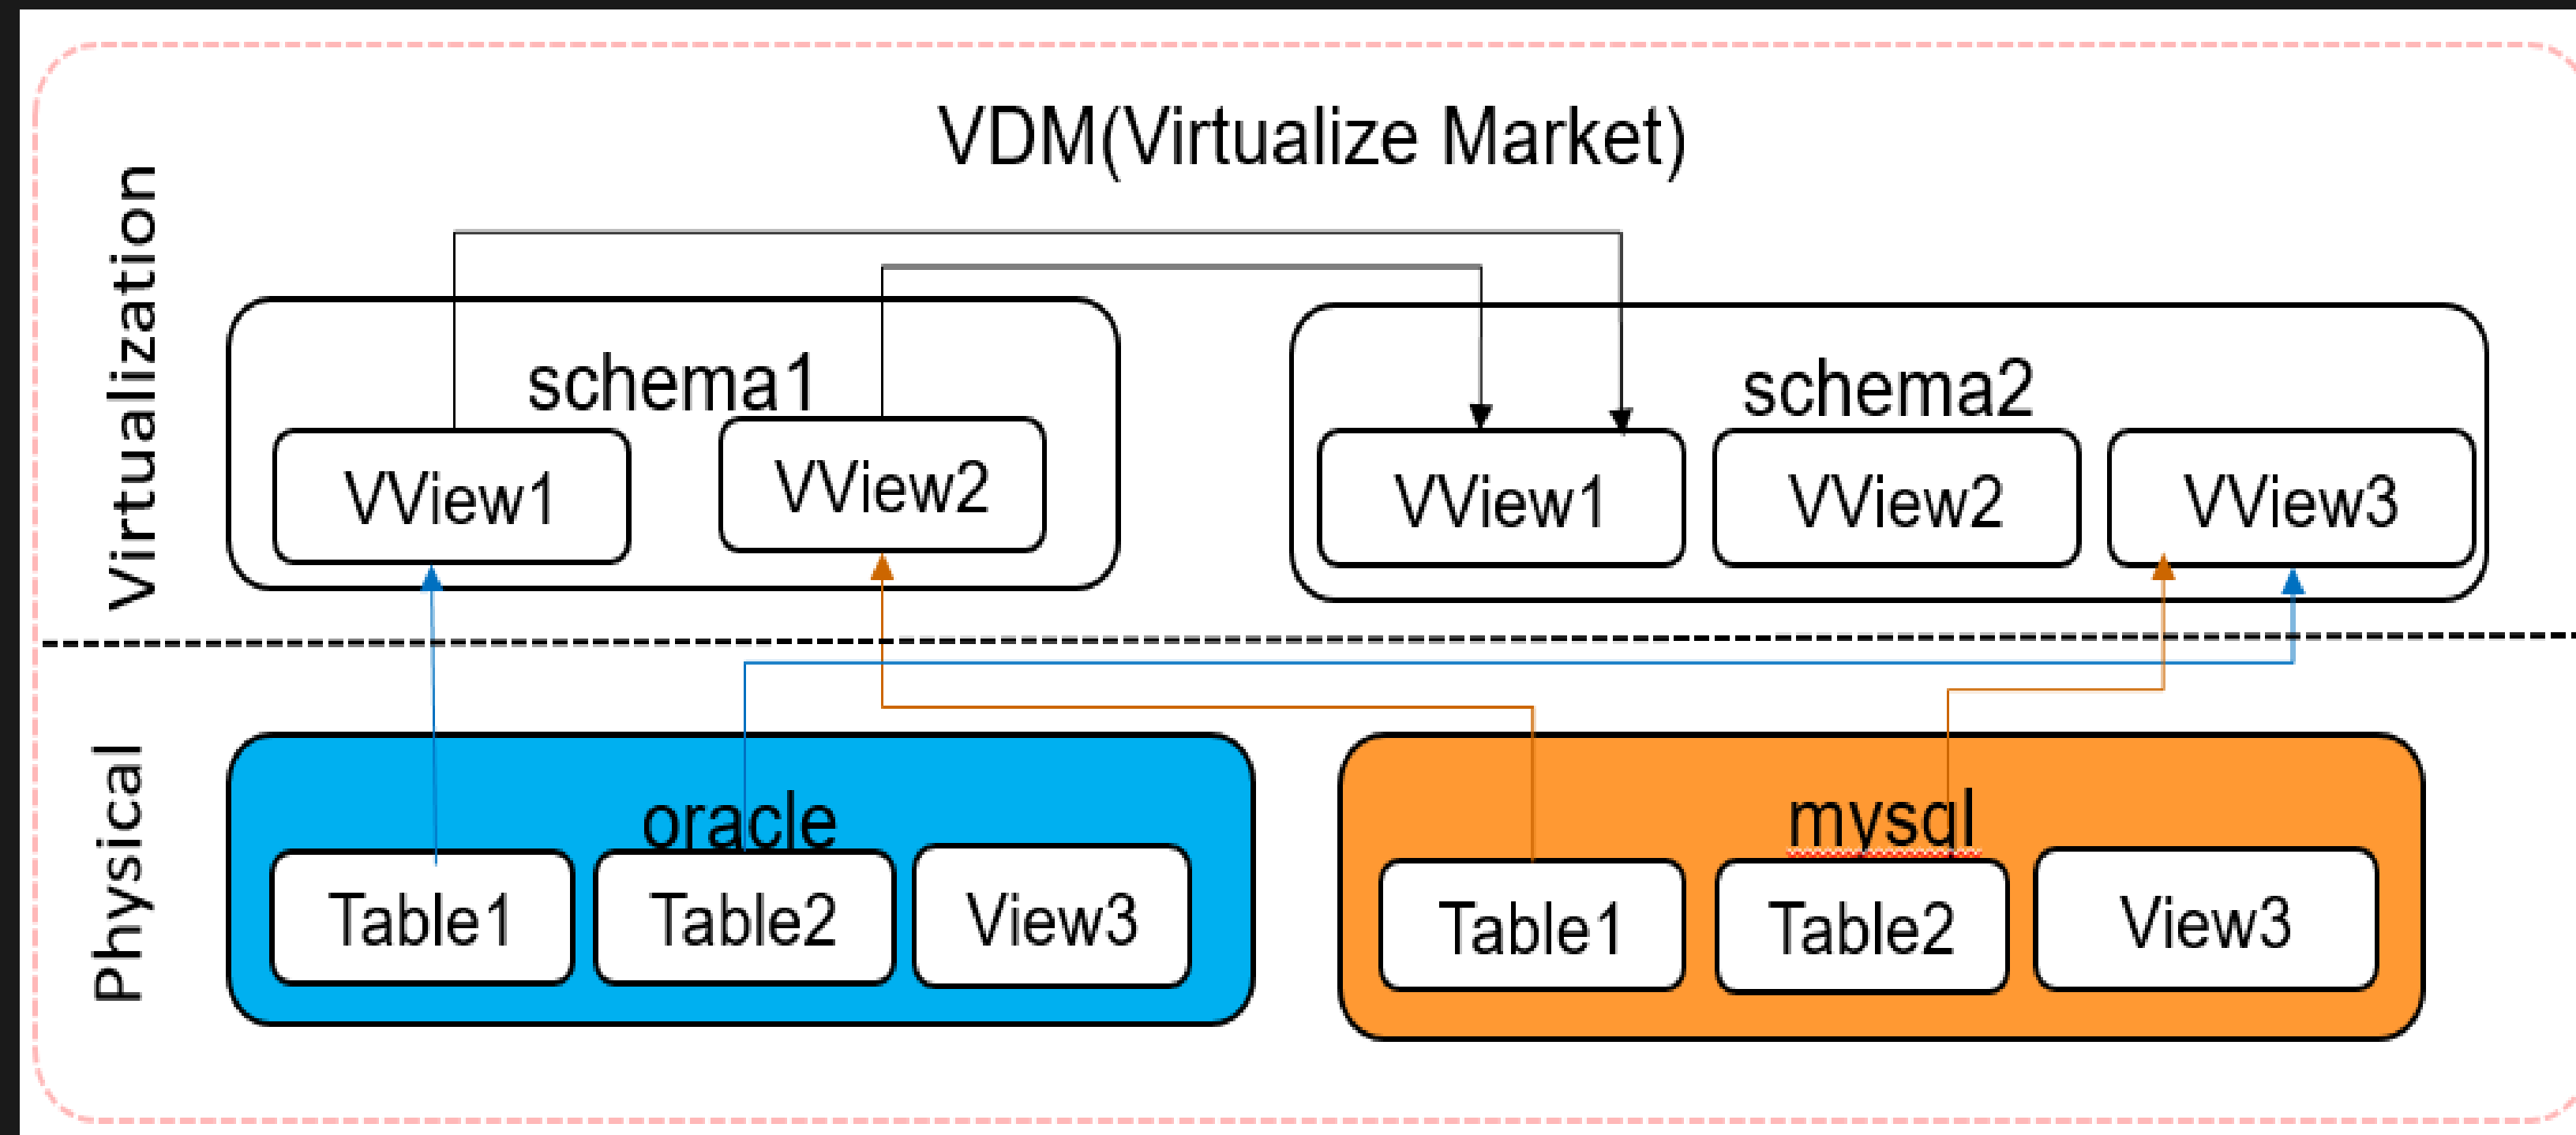 VDM(Virtualize Market)
Virtualization
schema1
schema2
VView1
VView2
VView1
VView2
VView3
Physical
oracle
mysql
Table1
Table2
View3
Table1
Table2
View3